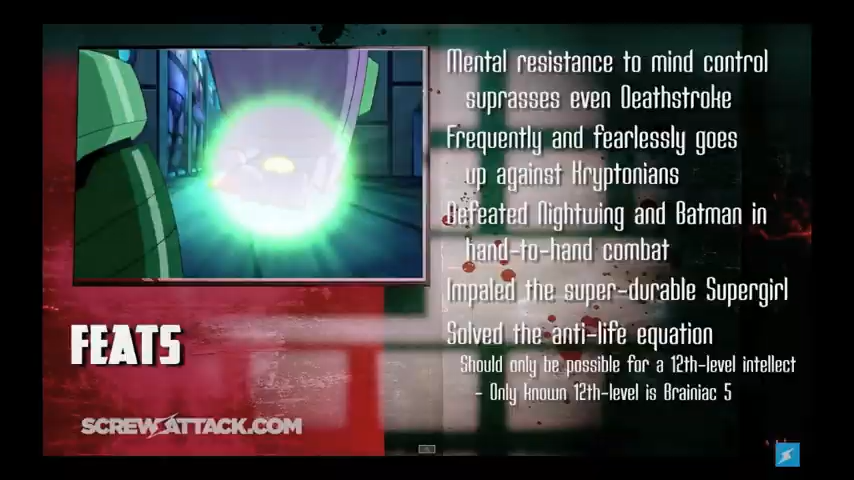 Mental resistance to mind control
suprasses even Deathstroke
Frequently and fearlessly goes
up against Kryptonians
Defeated Nightwing and Batman in
hand-to-hand combat
Impaled the super-durable Supergirl
Solved the anti-life equation
Should only be possible for a 12th-level intellect
- Only known 12th-level is Brainiac 5
FEATS
SCREWATTACK.COM